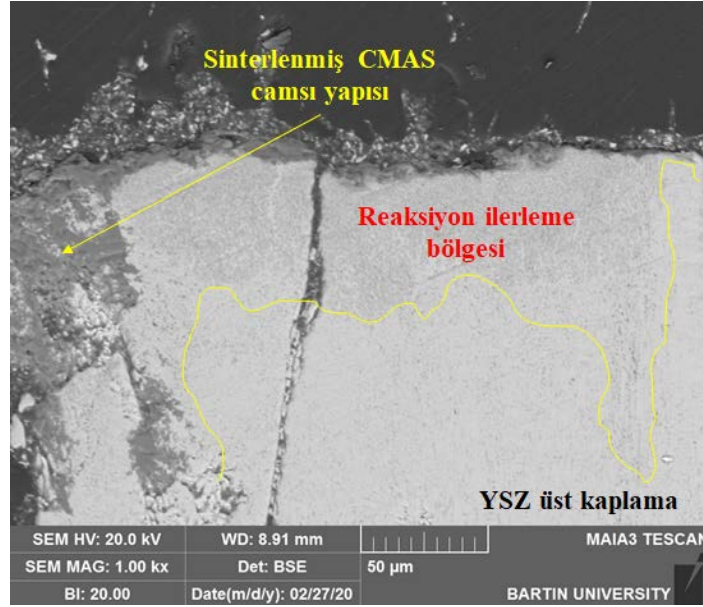 Sinterlenmiş CMAS
camsı yapısı
Reaksiyon ilerleme
bölgesi
YSZ üst kaplama
SEM HV: 20.0 kV
WD: 8.91 mm
MAIA3 TESCAN
SEM MAG: 1.00 kx
Det: BSE
50 µm
BI: 20.00
Date(m/d/y): 02/27/20
BARTIN UNIVERSITY